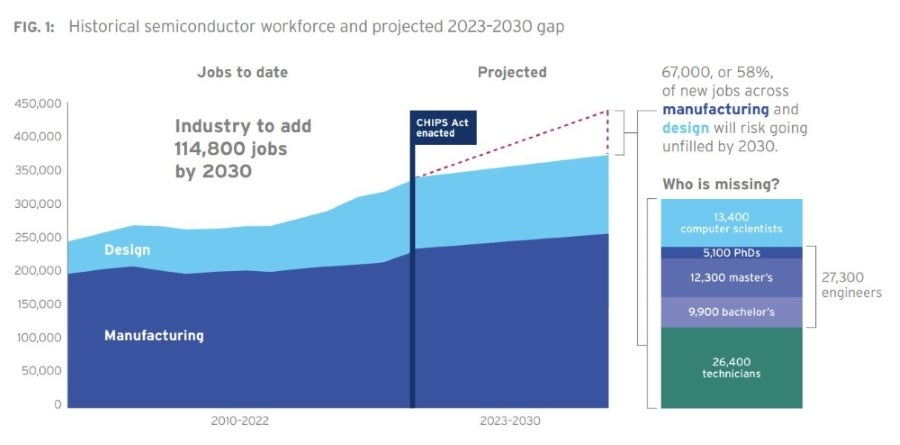 FIG. 1: Historical semiconductor workforce and projected 2023-2030 gap
Jobs to date
Projected
450,000
400,000
350,000
300,000
250,000
200,000
150,000
100,000
50,000
0
Industry to add
114,800 jobs
by 2030
CHIPS Act
enacted
Design
Manufacturing
2010-2022
2023-2030
67,000, or 58%,
of new jobs across
manufacturing and
design will risk going
unfilled by 2030.
Who is missing?
13,400
computer scientists
5,100 PhDs
12,300 master's
9,900 bachelor's
27,300
engineers
26,400
technicians